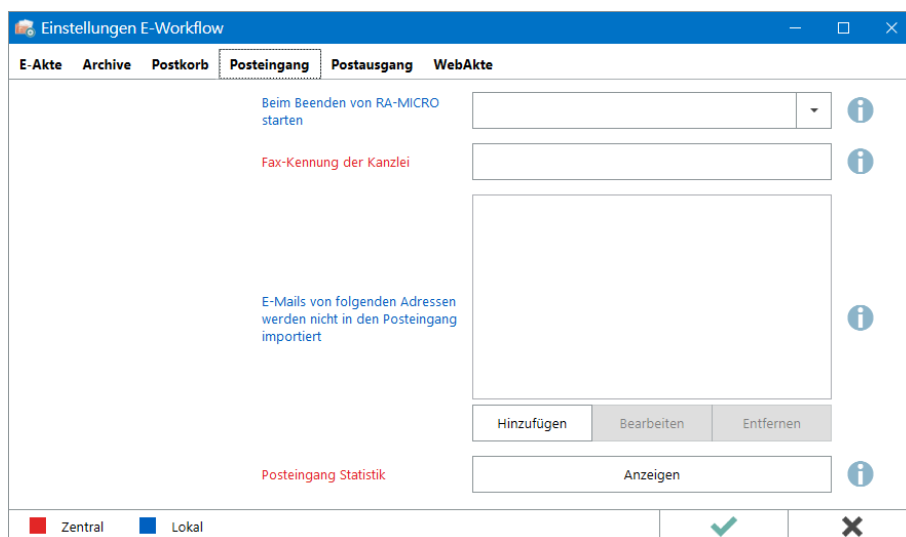 Einstellungen E-Workflow
E-Akte Archive Postkorb Posteingang Postausgang WebAkte
Beim Beenden von RA-MICRO
starten
Fax-Kennung der Kanzlei
E-Mails von folgenden Adressen
werden nicht in den Posteingang
importiert
Hinzufügen Bearbeiten Entfernen
Posteingang Statistik Anzeigen
Zentral Lokal